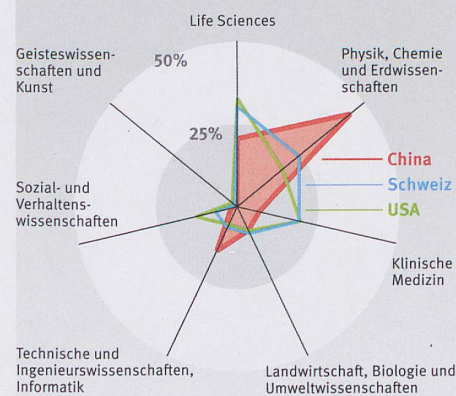 Life Sciences
Geisteswissen-
schaften und
Kunst
50%
Physik, Chemie
und Erdwissen-
schaften
25%
China
Schweiz
USA
Sozial- und
Verhaltens-
wissenschaften
Klinische
Medizin
Technische und
Ingenieurswissenschaften,
Informatik
Landwirtschaft, Biologie und
Umweltwissenschaften